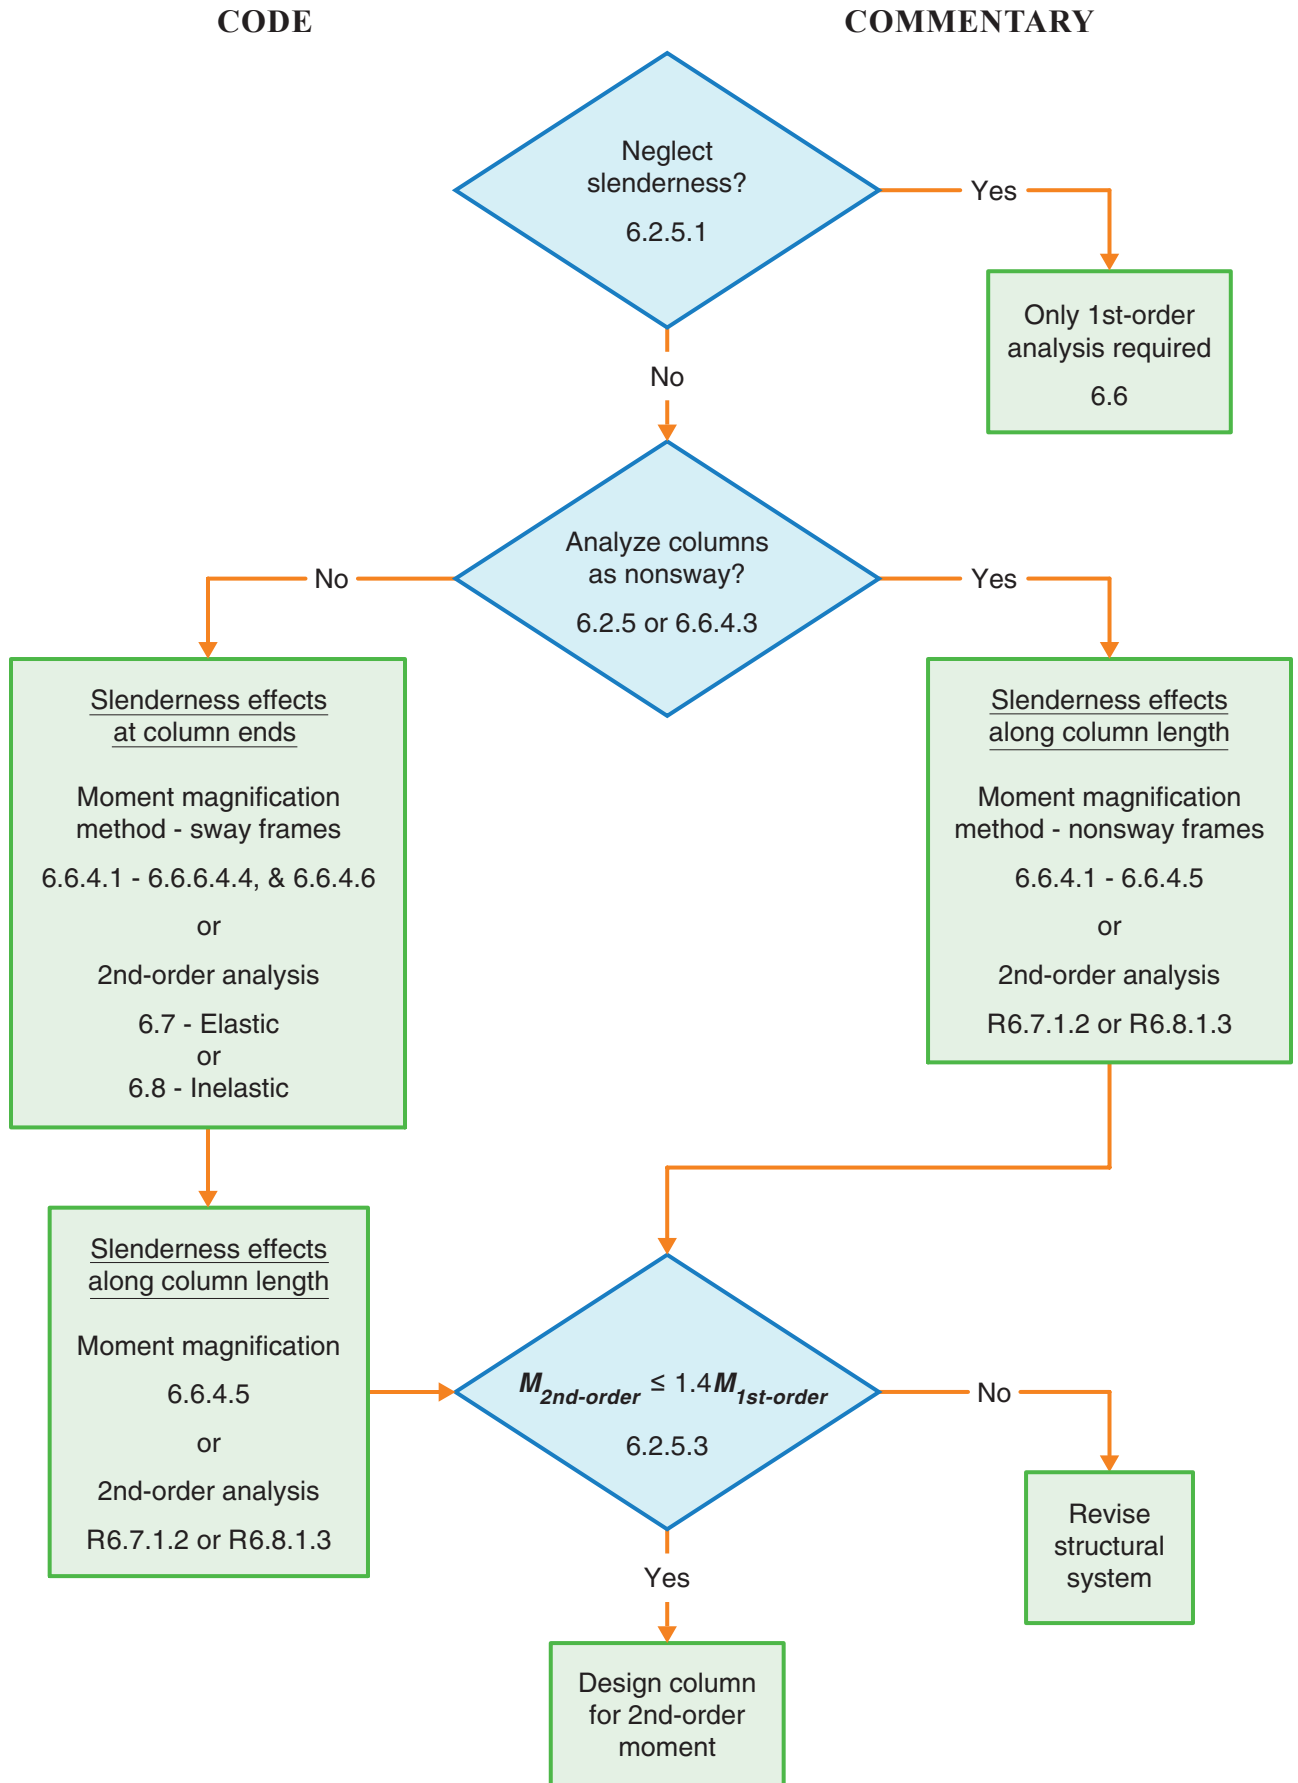 CODE
COMMENTARY
Neglect
slenderness?
6.2.5.1
Yes
Only 1st-order
analysis required
6.6
No
Analyze columns
as nonsway?
6.2.5 or 6.6.4.3
No
Yes
Slenderness effects
at column ends
Moment magnification
method - sway frames
6.6.4.1 - 6.6.6.4.4, & 6.6.4.6
or
2nd-order analysis
6.7 - Elastic
or
6.8 - Inelastic
Slenderness effects
along column length
Moment magnification
method - nonsway frames
6.6.4.1 - 6.6.4.5
or
2nd-order analysis
R6.7.1.2 or R6.8.1.3
Slenderness effects
along column length
Moment magnification
6.6.4.5
or
2nd-order analysis
R6.7.1.2 or R6.8.1.3
M2nd-order ≤ 1.4M1st-order
6.2.5.3
No
Revise
structural
system
Yes
Design column
for 2nd-order
moment